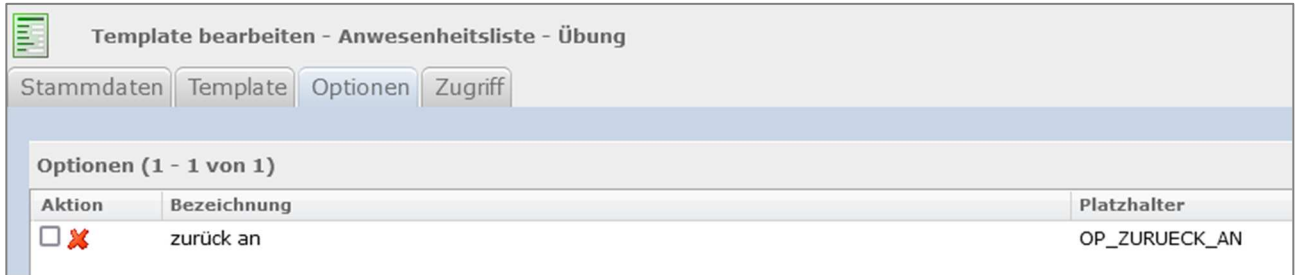 Template bearbeiten - Anwesenheitsliste - Übung
Stammdaten Template Optionen Zugriff
Optionen (1 - 1 von 1)
Aktion Bezeichnung Platzhalter
zurück an OP_ZURUECK_AN